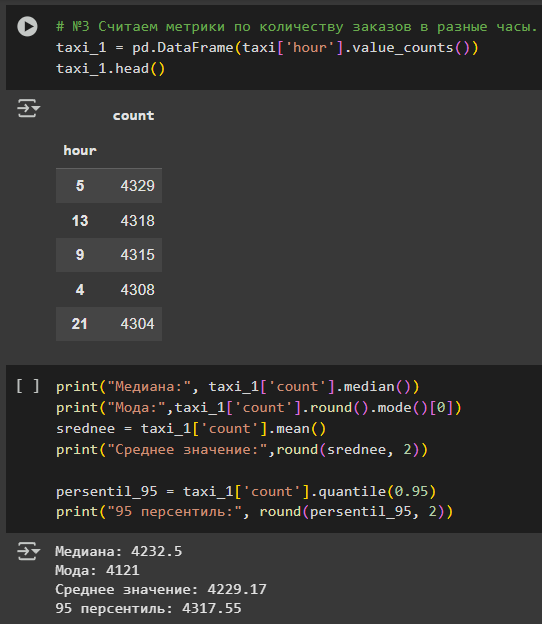 # №3 Считаем метрики по количеству заказов в разные часы.
taxi_1 = pd.DataFrame(taxi['hour'].value_counts())
taxi_1.head()
count
hour
5 4329
13 4318
9 4315
4 4308
21 4304
[ ] print("Медиана:", taxi_1['count'].median())
print("Мода:",taxi_1['count'].round().mode()[0])
srednee = taxi_1['count'].mean()
print("Среднее значение:",round(srednee, 2))
persentil_95 = taxi_1['count'].quantile(0.95)
print("95 персентиль:", round(persentil_95, 2))
Медиана: 4232.5
Мода: 4121
Среднее значение: 4229.17
95 персентиль: 4317.55